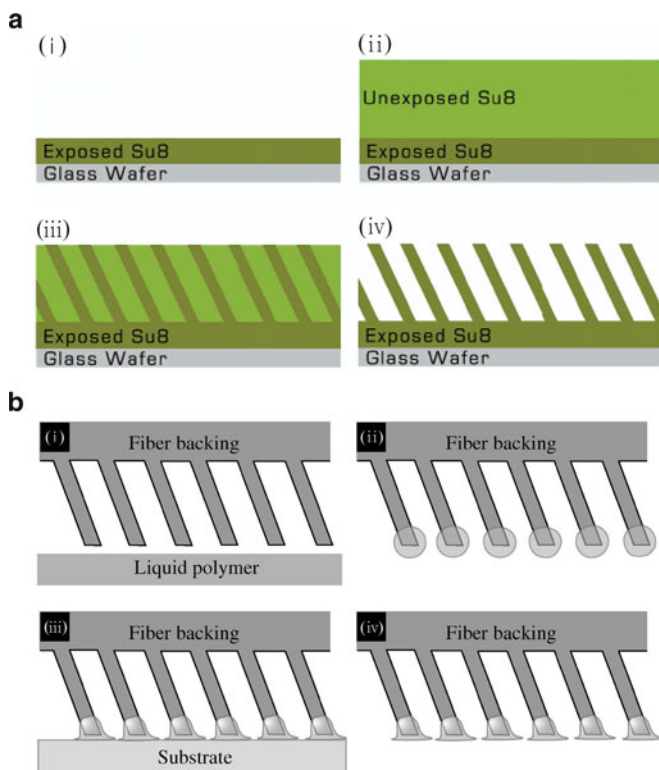 a
(i)
Exposed Su8
Glass Wafer
(ii)
Unexposed Su8
Exposed Su8
Glass Wafer
(iii)
Exposed Su8
Glass Wafer
(iv)
Exposed Su8
Glass Wafer
b
(i)
Fiber backing
Liquid polymer
(ii)
Fiber backing
(iii)
Fiber backing
Substrate
(iv)
Fiber backing